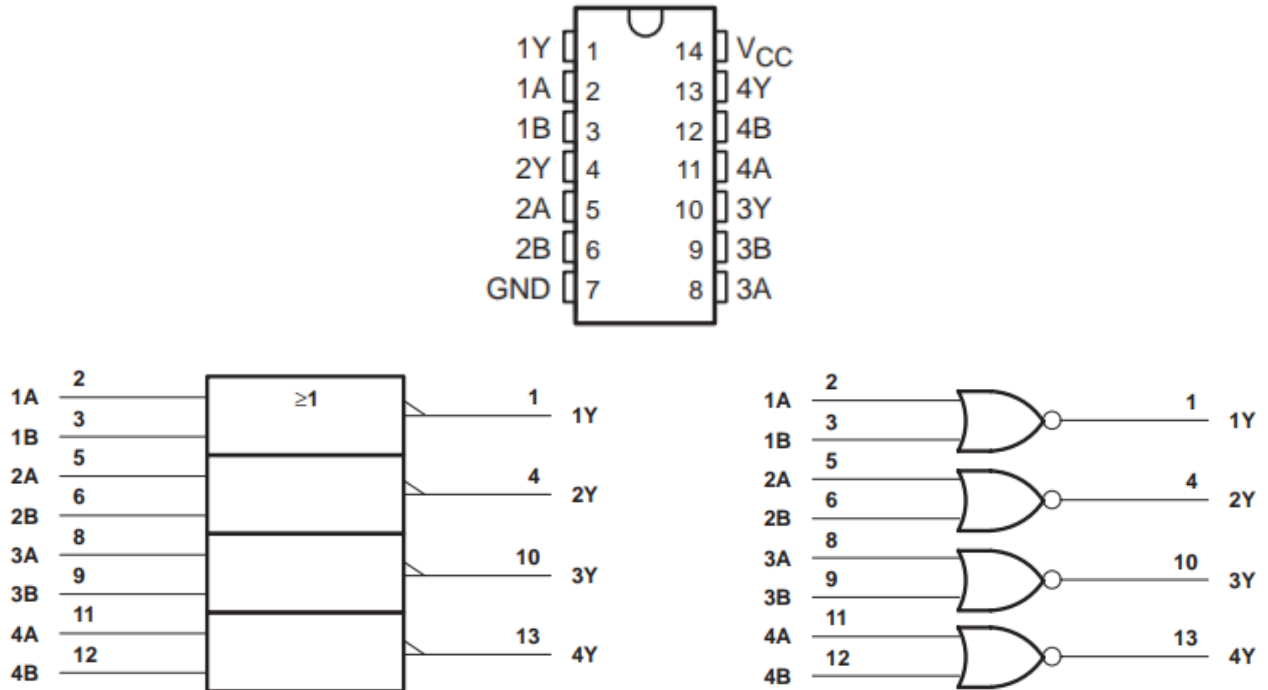 1Y 1 14 VCC
1A 2 13 4Y
1B 3 12 4B
2Y 4 11 4A
2A 5 10 3Y
2B 6 9 3B
GND 7 8 3A
1A 2
≥1
1 1Y
1B 3
2A 5
4 2Y
2B 6
3A 8
10 3Y
3B 9
4A 11
13 4Y
4B 12
1A 2
1 1Y
1B 3
2A 5
4 2Y
2B 6
3A 8
10 3Y
3B 9
4A 11
13 4Y
4B 12